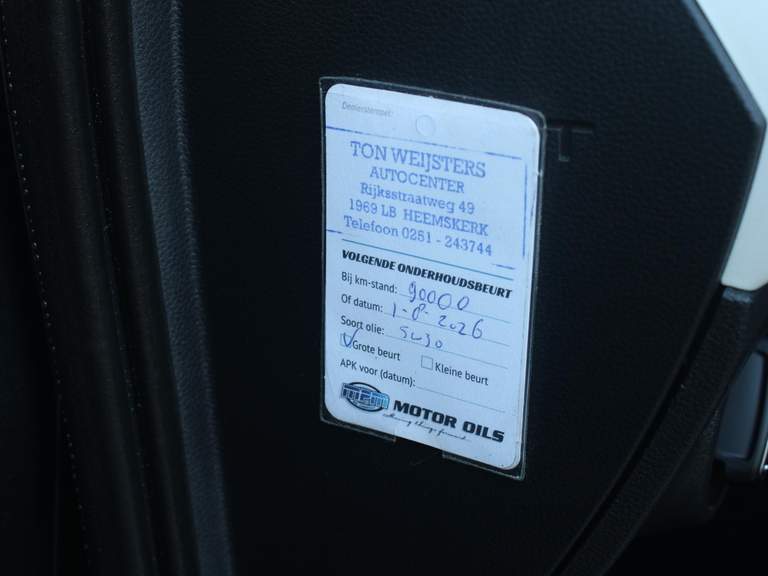 Dealerstempel:
TON WEIJSTERS
AUTOCENTER
Rijksstraatweg 49
1969 LB HEEMSKERK
Telefoon 0251 - 243744
VOLGENDE ONDERHOUDSBEURT
Bij km-stand: 90000
Of datum: 1-8-2026
Soort olie: 5w30
Grote beurt Kleine beurt
APK voor (datum):
MOTOR OILS